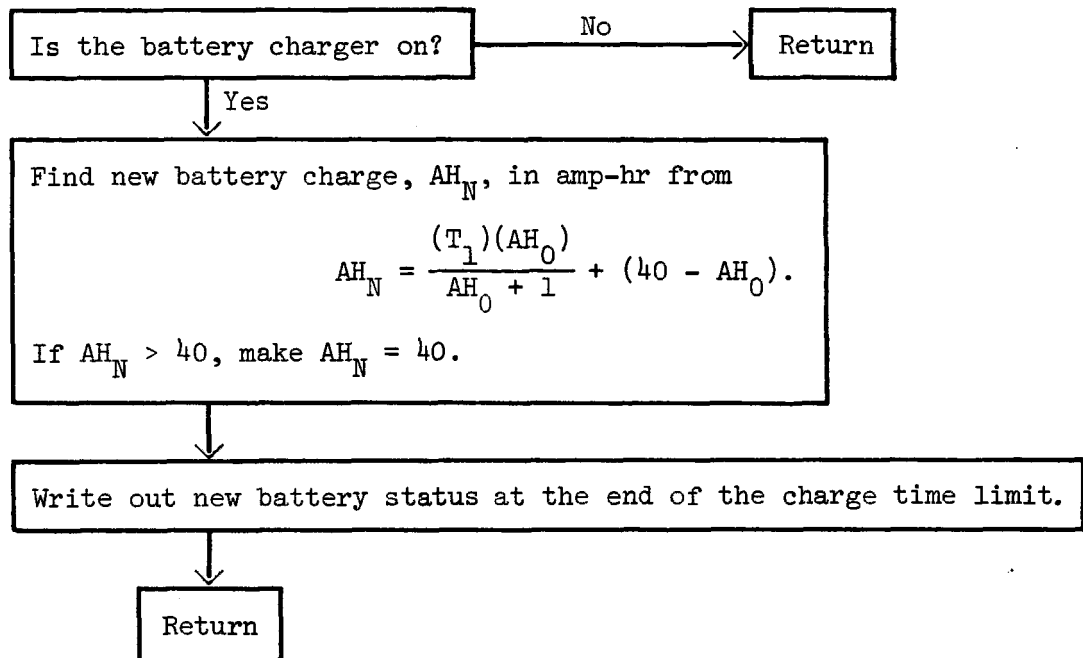 Is the battery charger on?
No
Return
Yes
Find new battery charge, AH_N, in amp-hr from
AH_N = (T_1)(AH_0) / (AH_0 + 1) + (40 - AH_0).
If AH_N > 40, make AH_N = 40.
Write out new battery status at the end of the charge time limit.
Return